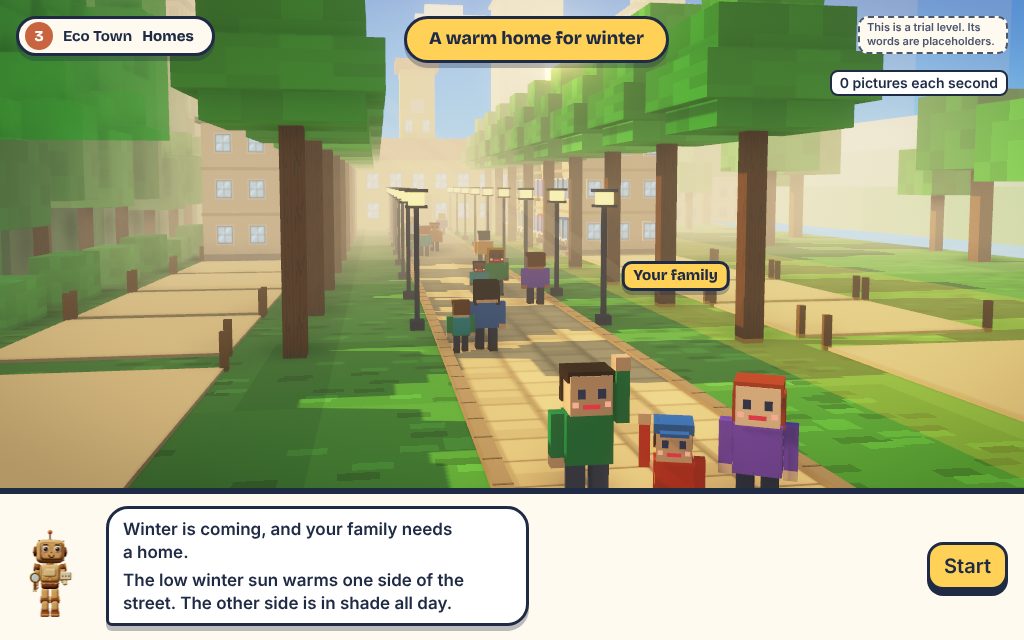 3 Eco Town Homes
A warm home for winter
This is a trial level. Its
words are placeholders.
0 pictures each second
Your family
Winter is coming, and your family needs
a home.
The low winter sun warms one side of the
street. The other side is in shade all day.
Start